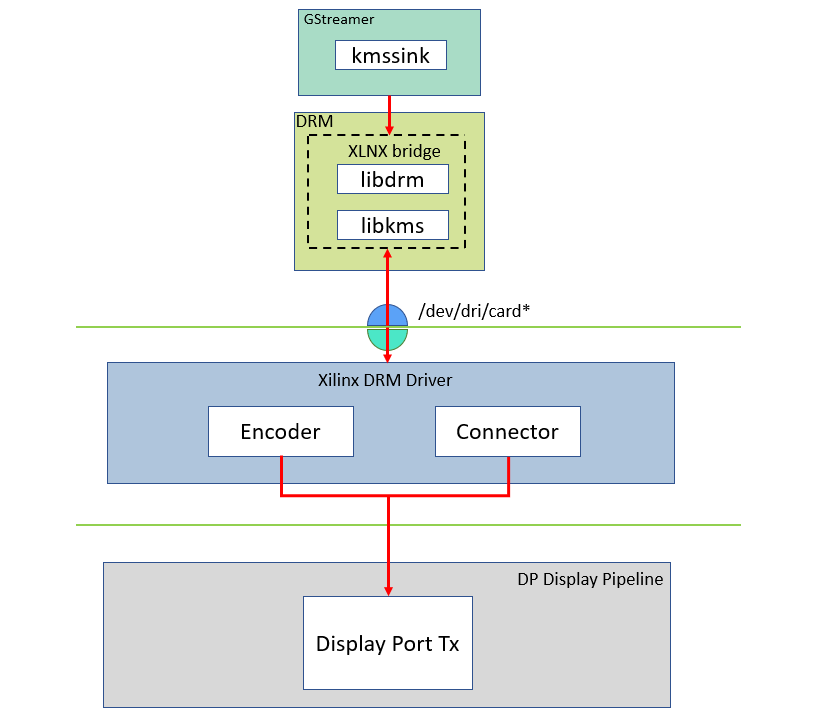 GStreamer
kmssink
DRM
XLNX bridge
libdrm
libkms
/dev/dri/card*
Xilinx DRM Driver
Encoder
Connector
DP Display Pipeline
Display Port Tx